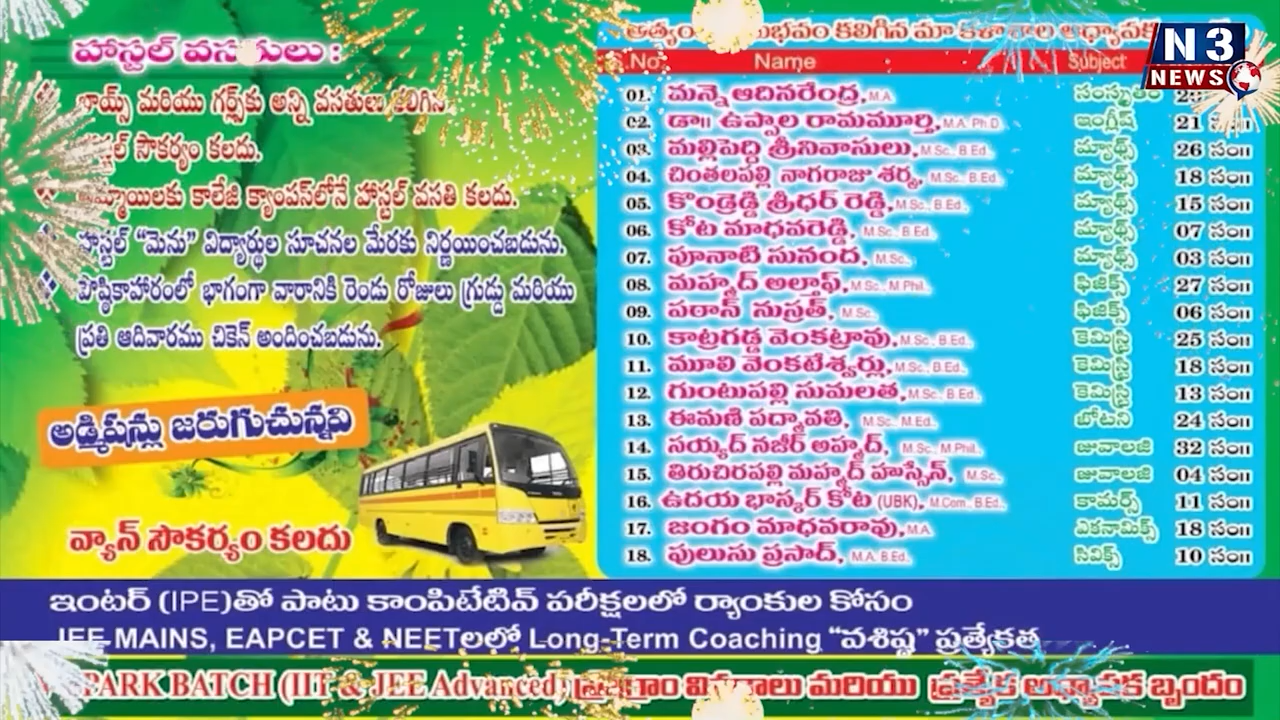 హాస్టల్ వసతులు :
బాయ్స్ మరియు గర్ల్స్‌కు అన్ని వసతులు కలిగిన
సౌకర్యం కలదు.
అమ్మాయిలకు కాలేజి క్యాంపస్‌లోనే హాస్టల్ వసతి కలదు.
హాస్టల్ "మెను" విద్యార్థుల సూచనల మేరకు నిర్ణయించబడును.
పౌష్ఠికాహారంలో భాగంగా వారానికి రెండు రోజులు గ్రుడ్డు మరియు
ప్రతి ఆదివారము చికెన్ అందించబడును.
అడ్మిషన్లు జరుగుచున్నవి
వ్యాన్ సౌకర్యం కలదు
కలిగిన మా కళాశాల
S.No Name Subject
01. మన్నె ఆదినరేంద్ర, M.A. సంస్కృతం
02. డా॥ ఉప్పాల రామమూర్తి, M.A. Ph.D ఇంగ్లీష్ 21 సం॥
03. మల్లిపెద్ది శ్రీనివాసులు, M.Sc., B.Ed., మ్యాథ్స్ 26 సం॥
04. చింతలపల్లి నాగరాజు శర్మ, M.Sc., B.Ed., మ్యాథ్స్ 18 సం॥
05. కొండ్రెడ్డి శ్రీధర్ రెడ్డి, M.Sc., B.Ed., మ్యాథ్స్ 15 సం॥
06. కోట మాధవరెడ్డి, M.Sc., B.Ed., మ్యాథ్స్ 07 సం॥
07. పూనాటి సునంద, M.Sc., మ్యాథ్స్ 03 సం॥
08. మహ్మద్ అల్తాఫ్, M.Sc., M.Phil., ఫిజిక్స్ 27 సం॥
09. పఠాన్ నుస్రత్, M.Sc., ఫిజిక్స్ 06 సం॥
10. కాట్రగడ్డ వెంకట్రావు, M.Sc., B.Ed., కెమిస్ట్రి 25 సం॥
11. మూలి వెంకటేశ్వర్లు, M.Sc., B.Ed., కెమిస్ట్రి 18 సం॥
12. గుంటుపల్లి సుమలత, M.Sc., B.Ed., కెమిస్ట్రి 13 సం॥
13. ఈమణి పద్మావతి, M.Sc., M.Ed., బోటని 24 సం॥
14. సయ్యద్ నజీర్ అహ్మద్, M.Sc., M.Phil., జువాలజి 32 సం॥
15. తిరుచిరపల్లి మహ్మద్ హుస్సేన్, M.Sc., జువాలజి 04 సం॥
16. ఉదయ భాస్కర్ కోట (UBK), M.Com., B.Ed., కామర్స్ 11 సం॥
17. జంగం మాధవరావు, M.A. ఎకనామిక్స్ 18 సం॥
18. పులుసు ప్రసాద్, M.A. B.Ed., సివిక్స్ 10 సం॥
N3
NEWS
ఇంటర్ (IPE)తో పాటు కాంపిటేటివ్ పరీక్షలలో ర్యాంకుల కోసం
JEE MAINS, EAPCET & NEETలలో Long-Term Coaching "వశిష్ట" ప్రత్యేకత
BATCH (IIT & JEE Advanced) మరియు ప్రత్యేక అధ్యాపక బృందం